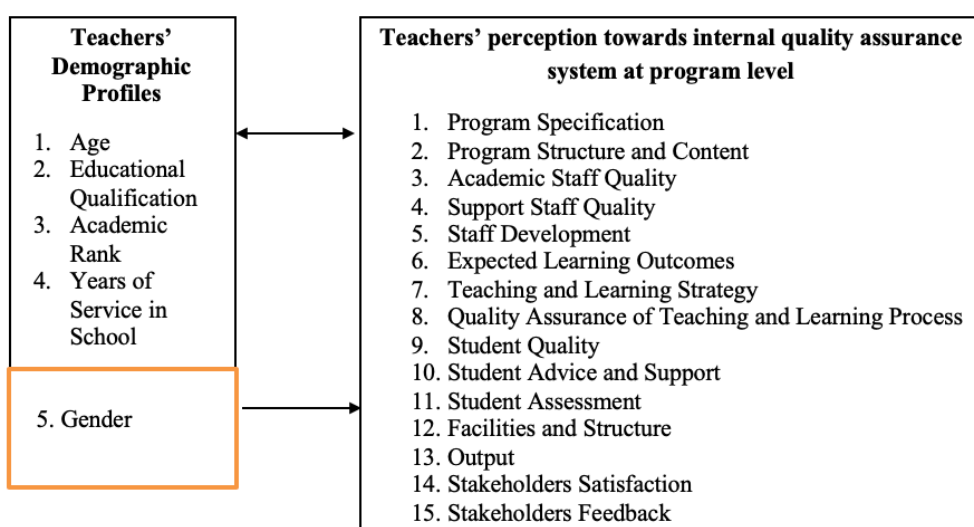 Teachers’
Demographic
Profiles
1. Age
2. Educational
Qualification
3. Academic
Rank
4. Years of
Service in
School
5. Gender
Teachers’ perception towards internal quality assurance
system at program level
1. Program Specification
2. Program Structure and Content
3. Academic Staff Quality
4. Support Staff Quality
5. Staff Development
6. Expected Learning Outcomes
7. Teaching and Learning Strategy
8. Quality Assurance of Teaching and Learning Process
9. Student Quality
10. Student Advice and Support
11. Student Assessment
12. Facilities and Structure
13. Output
14. Stakeholders Satisfaction
15. Stakeholders Feedback